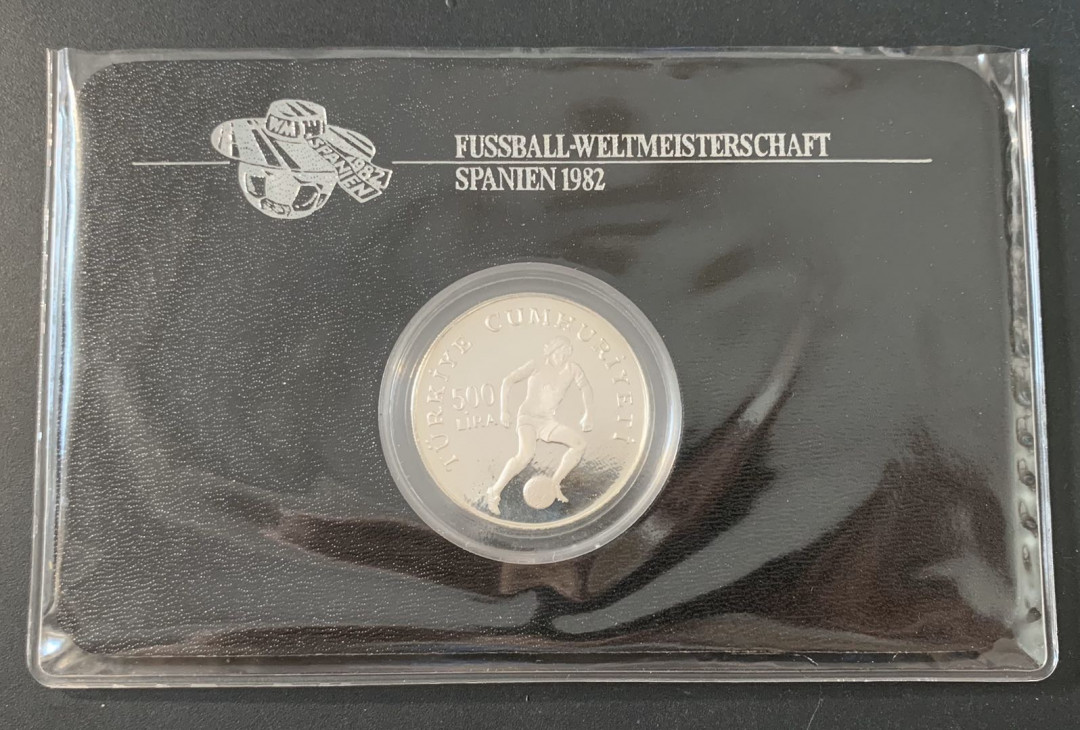 WM
SPANIEN
1982
FUSSBALL-WELTMEISTERSCHAFT
SPANIEN 1982
TÜRKİYE CUMHURİYETİ
500
LİRA